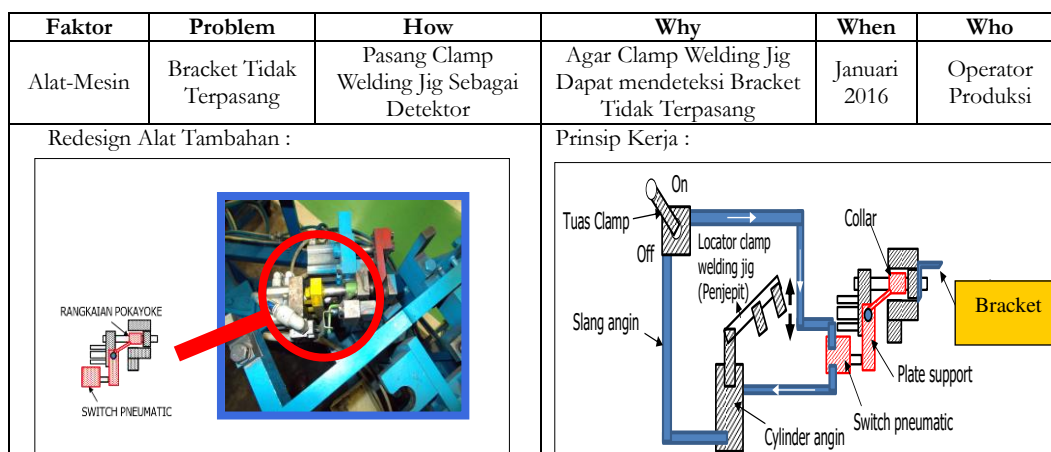 Faktor Problem How Why When Who
Alat-Mesin
Bracket Tidak
Terpasang
Pasang Clamp
Welding Jig Sebagai
Detektor
Agar Clamp Welding Jig
Dapat mendeteksi Bracket
Tidak Terpasang
Januari
2016
Operator
Produksi
Redesign Alat Tambahan :
RANGKAIAN POKAYOKE
SWITCH PNEUMATIC
Prinsip Kerja :
On
Tuas Clamp
Off
Locator clamp
welding jig
(Penjepit)
Collar
Bracket
Slang angin
Plate support
Switch pneumatic
Cylinder angin